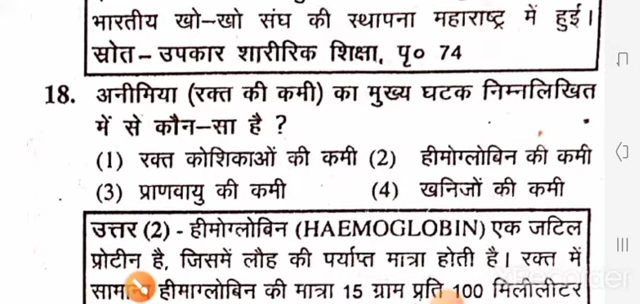 भारतीय खो–खो संघ की स्थापना महाराष्ट्र में हुई।
स्रोत– उपकार शारीरिक शिक्षा, पृ० 74
18. अनीमिया (रक्त की कमी) का मुख्य घटक निम्नलिखित
में से कौन–सा है ?
(1) रक्त कोशिकाओं की कमी (2) हीमोग्लोबिन की कमी
(3) प्राणवायु की कमी (4) खनिजों की कमी
उत्तर (2) - हीमोग्लोबिन (HAEMOGLOBIN) एक जटिल
प्रोटीन है, जिसमें लौह की पर्याप्त मात्रा होती है। रक्त में
हीमाग्लोबिन की मात्रा 15 ग्राम प्रति 100 मिलीलीटर